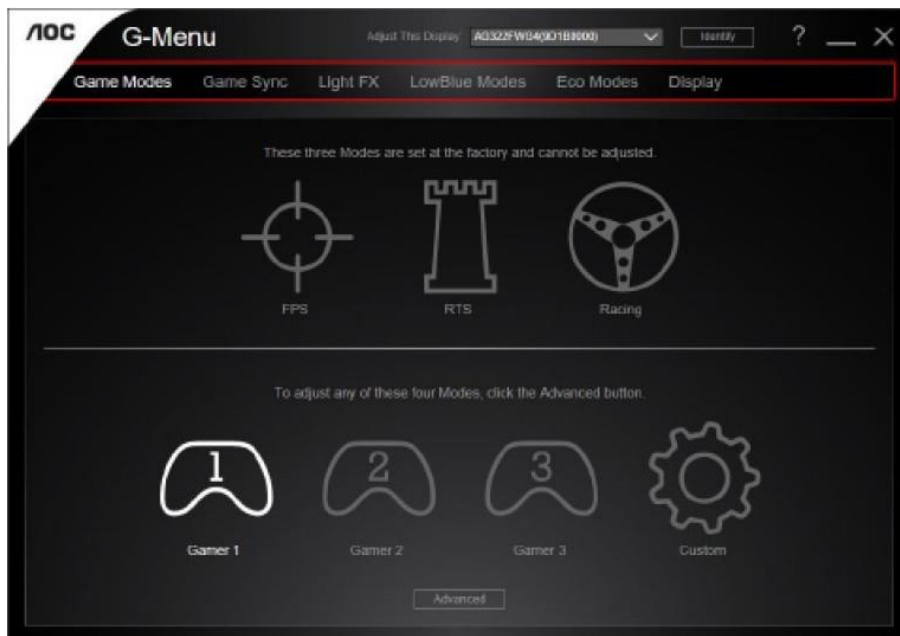 AOC G-Menu Adjust This Display AG322FWG4(9O1B8000) Identify ?
Game Modes Game Sync Light FX LowBlue Modes Eco Modes Display
These three Modes are set at the factory and cannot be adjusted.
FPS RTS Racing
To adjust any of these four Modes, click the Advanced button.
1 2 3
Gamer 1 Gamer 2 Gamer 3 Custom
Advanced